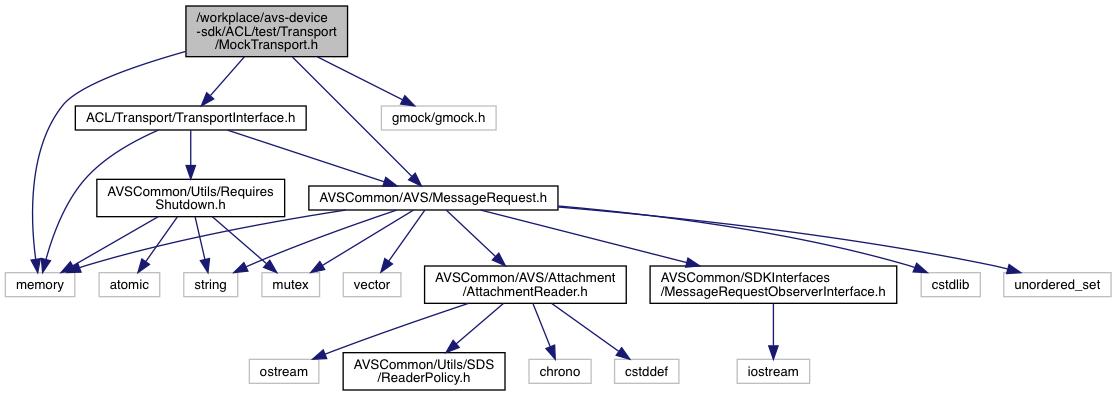 /workplace/avs-device
-sdk/ACL/test/Transport
/MockTransport.h
ACL/Transport/TransportInterface.h
gmock/gmock.h
AVSCommon/Utils/Requires
Shutdown.h
AVSCommon/AVS/MessageRequest.h
memory
atomic
string
mutex
vector
AVSCommon/AVS/Attachment
/AttachmentReader.h
AVSCommon/SDKInterfaces
/MessageRequestObserverInterface.h
cstdlib
unordered_set
ostream
AVSCommon/Utils/SDS
/ReaderPolicy.h
chrono
cstddef
iostream